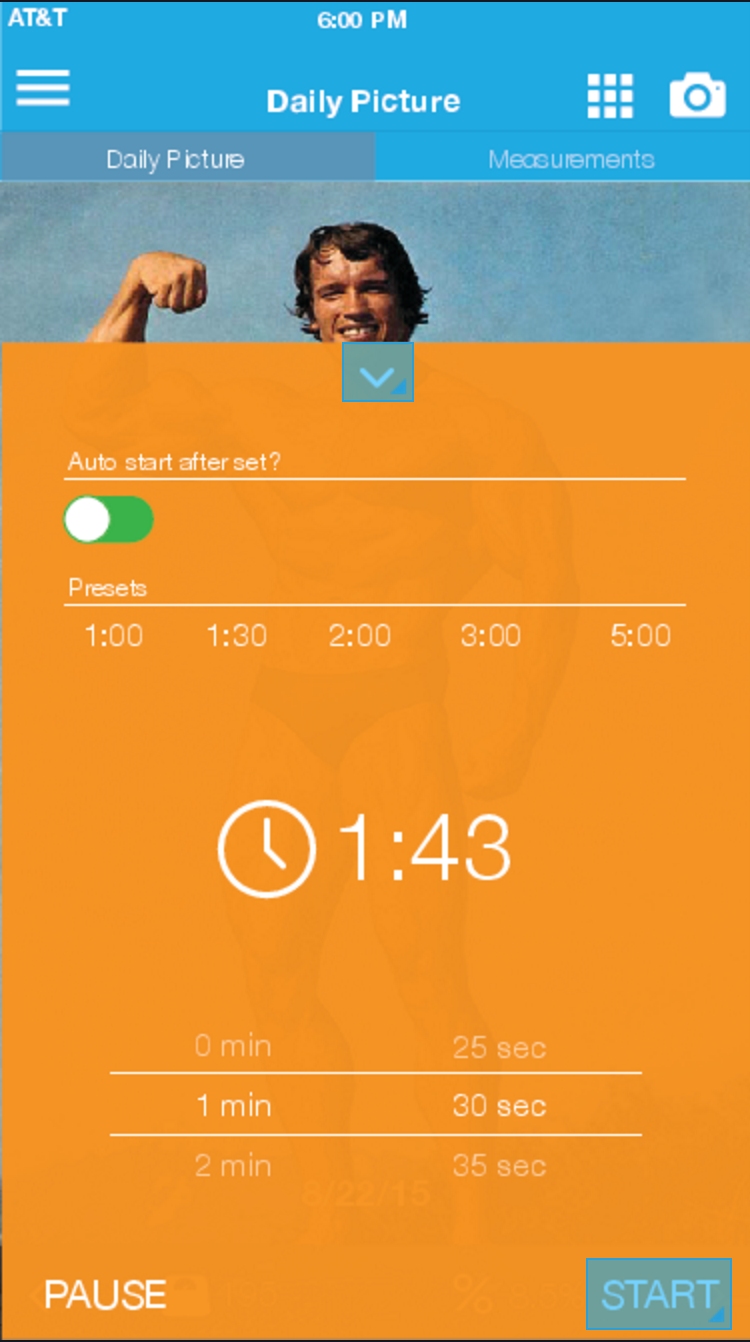 AT&T 6:00 PM
Daily Picture
Daily Picture Measurements
Auto start after set?
Presets
1:00 1:30 2:00 3:00 5:00
1:43
0 min 25 sec
1 min 30 sec
2 min 35 sec
8/22/15
PAUSE % START